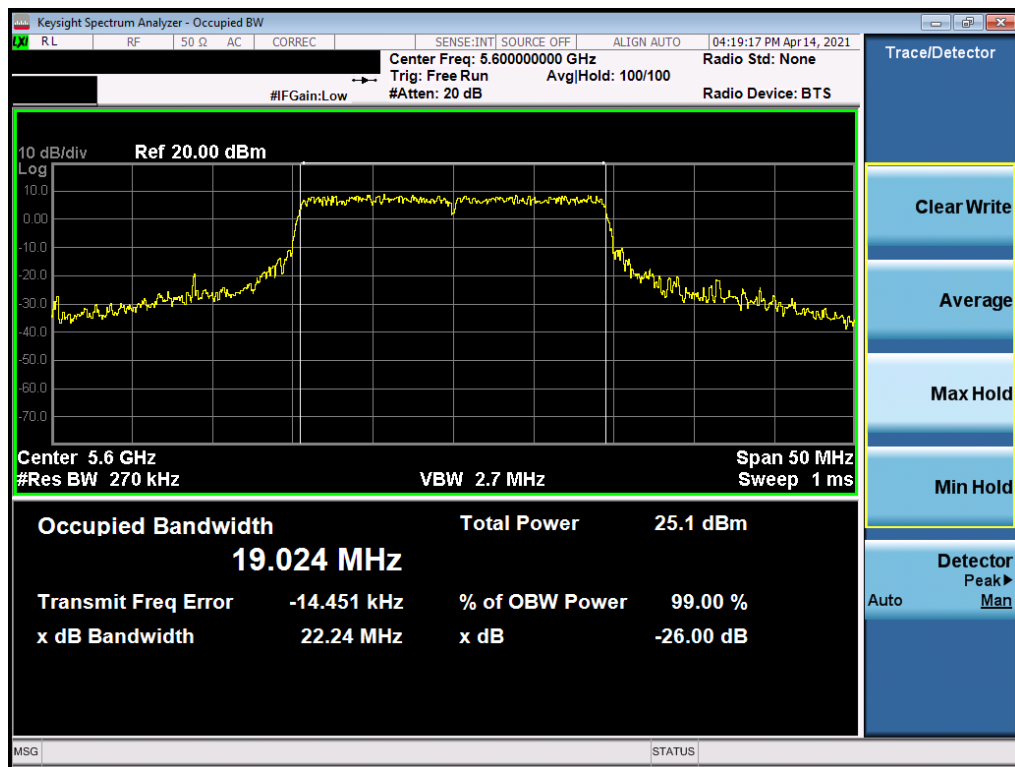 Keysight Spectrum Analyzer - Occupied BW
LXI RL RF 50 Ω AC CORREC SENSE:INT SOURCE OFF ALIGN AUTO 04:19:17 PM Apr 14, 2021
Center Freq: 5.600000000 GHz Radio Std: None
Trig: Free Run Avg|Hold: 100/100
#IFGain:Low #Atten: 20 dB Radio Device: BTS
10 dB/div Ref 20.00 dBm
Log
10.0
0.00
-10.0
-20.0
-30.0
-40.0
-50.0
-60.0
-70.0
Center 5.6 GHz Span 50 MHz
#Res BW 270 kHz VBW 2.7 MHz Sweep 1 ms
Occupied Bandwidth Total Power 25.1 dBm
19.024 MHz
Transmit Freq Error -14.451 kHz % of OBW Power 99.00 %
x dB Bandwidth 22.24 MHz x dB -26.00 dB
MSG STATUS
Trace/Detector
Clear Write
Average
Max Hold
Min Hold
Detector
Peak▶
Auto Man